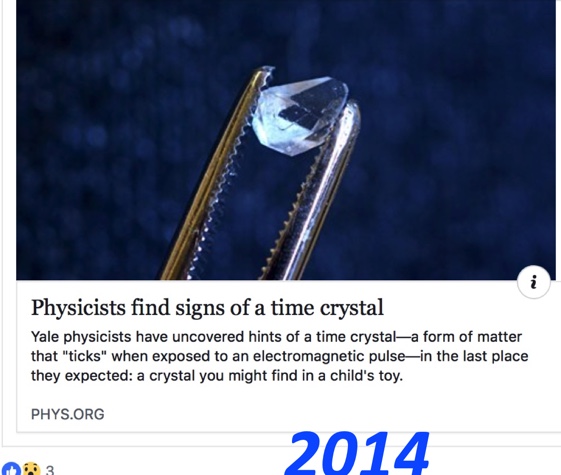 i
Physicists find signs of a time crystal
Yale physicists have uncovered hints of a time crystal—a form of matter
that "ticks" when exposed to an electromagnetic pulse—in the last place
they expected: a crystal you might find in a child's toy.
PHYS.ORG
2014
3